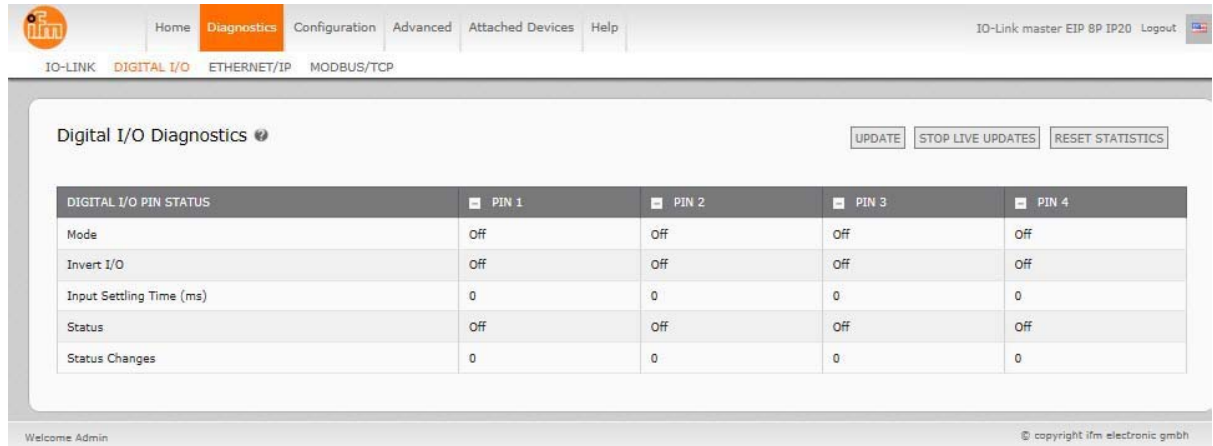 ifm
Home Diagnostics Configuration Advanced Attached Devices Help
IO-Link master EIP 8P IP20 Logout
IO-LINK DIGITAL I/O ETHERNET/IP MODBUS/TCP
Digital I/O Diagnostics
UPDATE STOP LIVE UPDATES RESET STATISTICS
DIGITAL I/O PIN STATUS PIN 1 PIN 2 PIN 3 PIN 4
Mode Off Off Off Off
Invert I/O Off Off Off Off
Input Settling Time (ms) 0 0 0 0
Status Off Off Off Off
Status Changes 0 0 0 0
Welcome Admin
© copyright ifm electronic gmbh